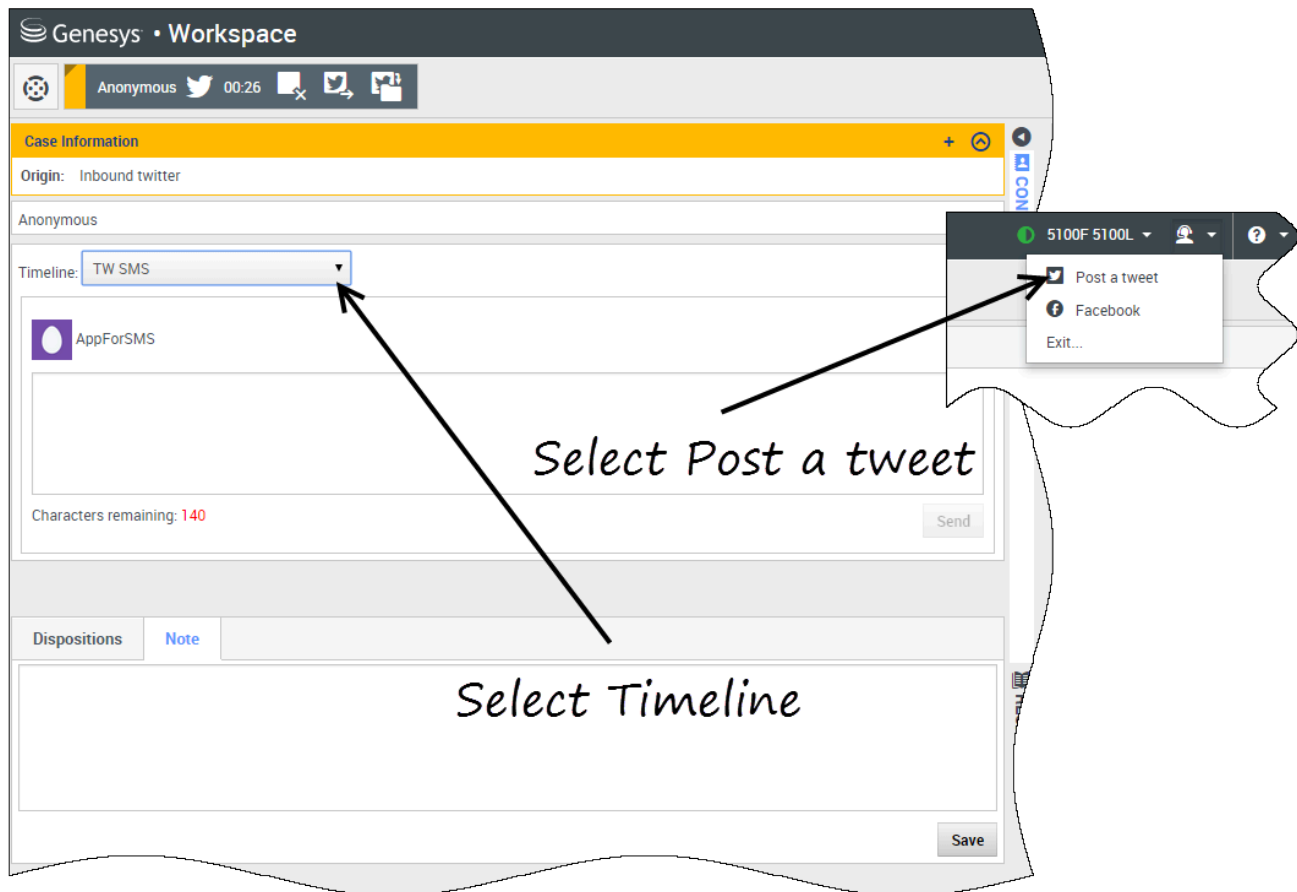 Genesys • Workspace
Anonymous 00:26
Case Information +
Origin: Inbound twitter
Anonymous
Timeline: TW SMS
AppForSMS
Characters remaining: 140
Send
Dispositions Note
Save
CON
5100F 5100L ?
Post a tweet
Facebook
Exit...
Select Post a tweet
Select Timeline